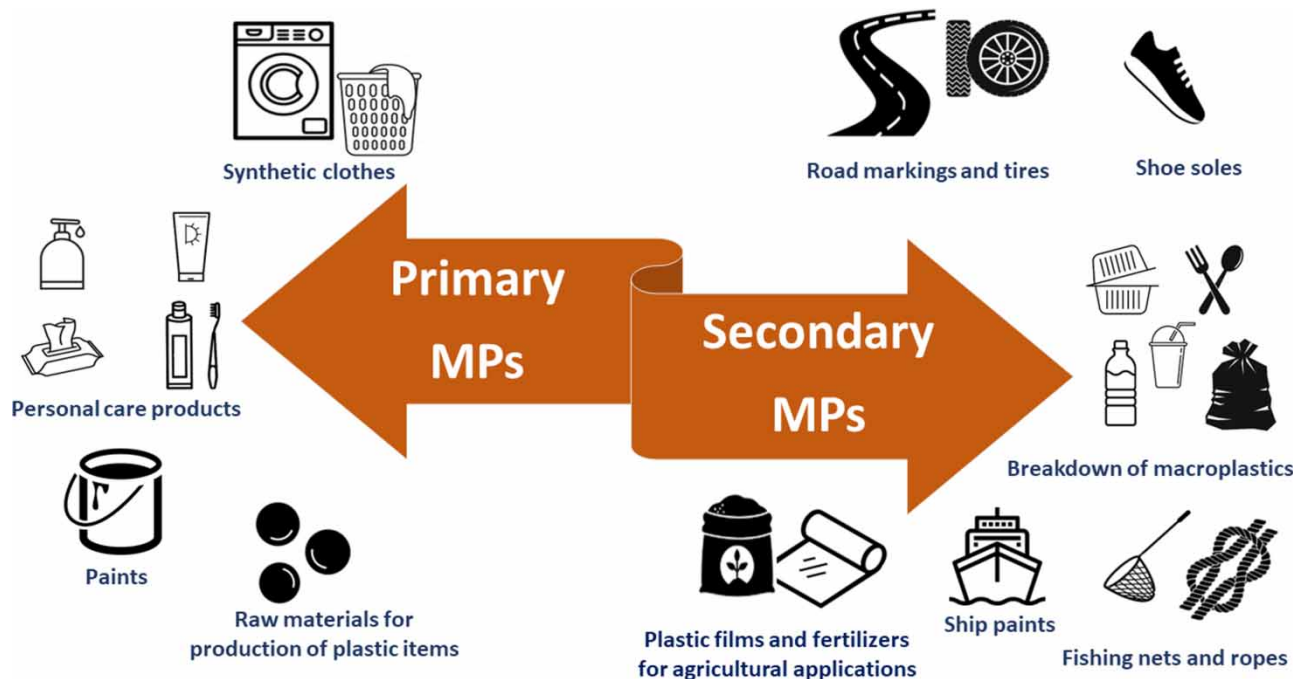 Synthetic clothes
Road markings and tires
Shoe soles
Primary
MPs
Secondary
MPs
Personal care products
Breakdown of macroplastics
Paints
Raw materials for
production of plastic items
Plastic films and fertilizers
for agricultural applications
Ship paints
Fishing nets and ropes